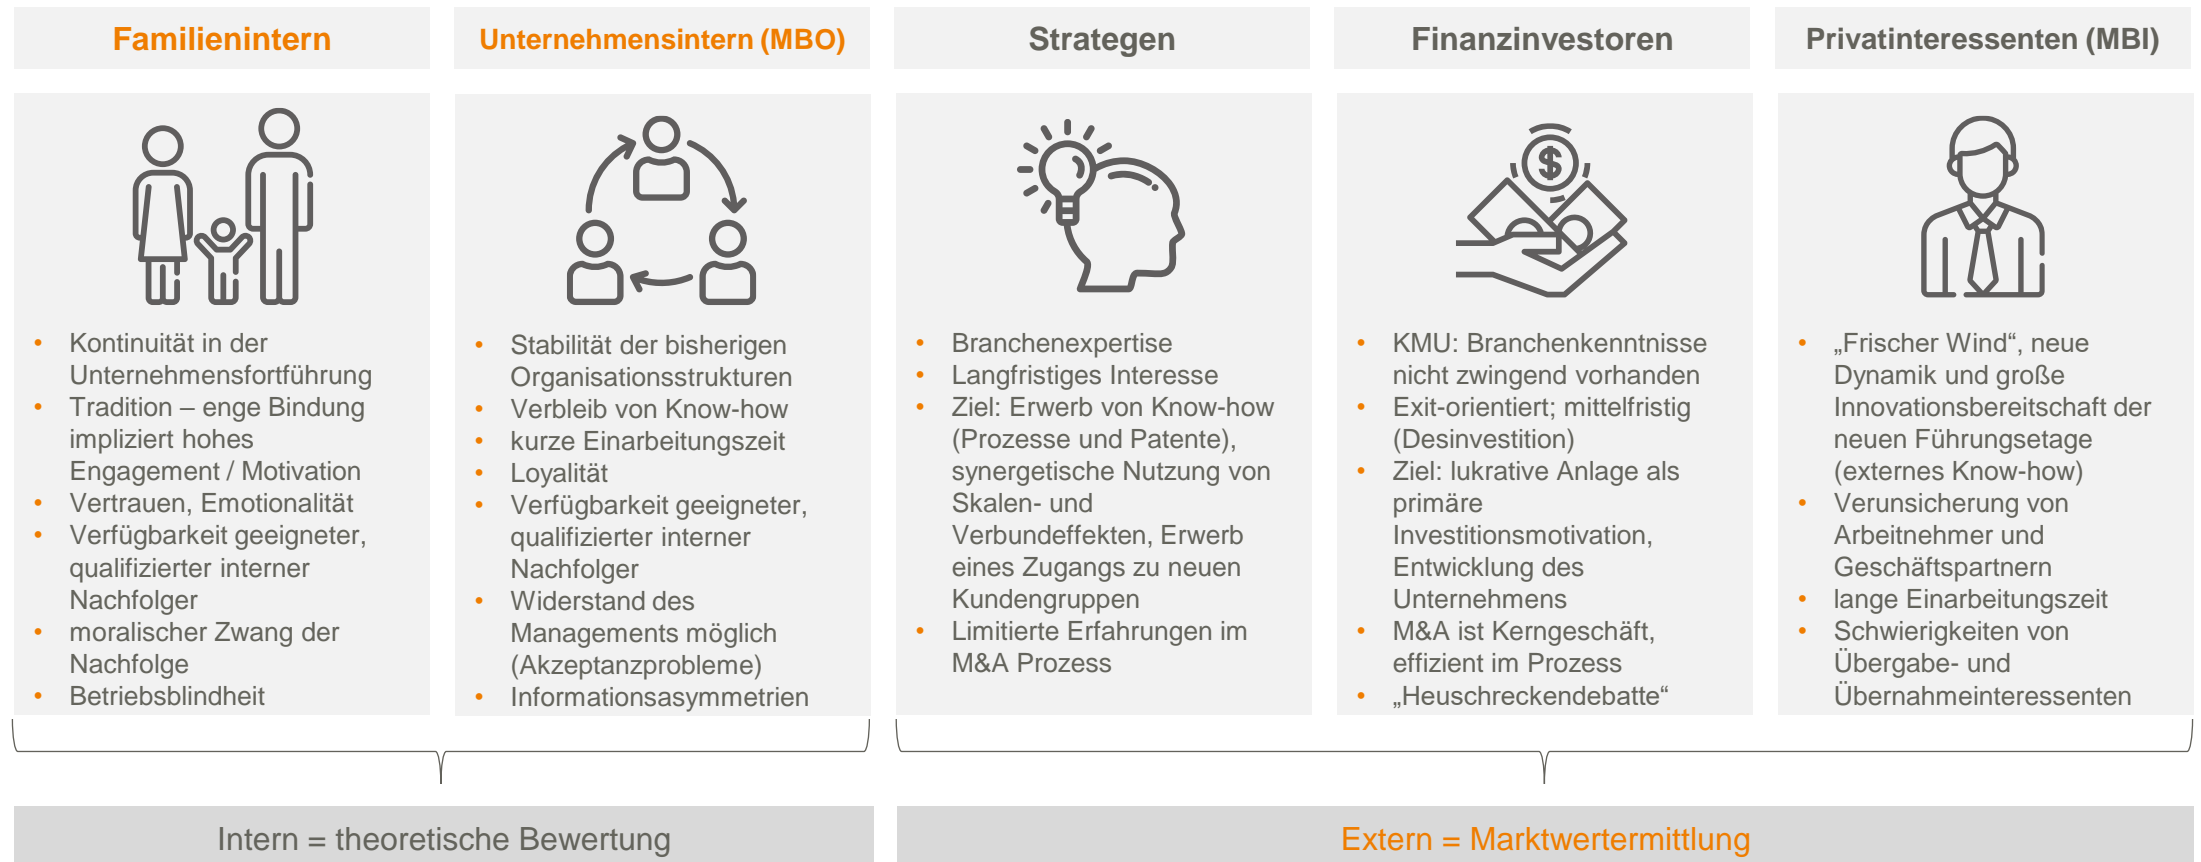 Familienintern
Unternehmensintern (MBO)
Strategen
Finanzinvestoren
Privatinteressenten (MBI)
• Kontinuität in der
Unternehmensfortführung
• Tradition – enge Bindung
impliziert hohes
Engagement / Motivation
• Vertrauen, Emotionalität
• Verfügbarkeit geeigneter,
qualifizierter interner
Nachfolger
• moralischer Zwang der
Nachfolge
• Betriebsblindheit
• Stabilität der bisherigen
Organisationsstrukturen
• Verbleib von Know-how
• kurze Einarbeitungszeit
• Loyalität
• Verfügbarkeit geeigneter,
qualifizierter interner
Nachfolger
• Widerstand des
Managements möglich
(Akzeptanzprobleme)
• Informationsasymmetrien
• Branchenexpertise
• Langfristiges Interesse
• Ziel: Erwerb von Know-how
(Prozesse und Patente),
synergetische Nutzung von
Skalen- und
Verbundeffekten, Erwerb
eines Zugangs zu neuen
Kundengruppen
• Limitierte Erfahrungen im
M&A Prozess
$
• KMU: Branchenkenntnisse
nicht zwingend vorhanden
• Exit-orientiert; mittelfristig
(Desinvestition)
• Ziel: lukrative Anlage als
primäre
Investitionsmotivation,
Entwicklung des
Unternehmens
• M&A ist Kerngeschäft,
effizient im Prozess
• „Heuschreckendebatte“
• „Frischer Wind“, neue
Dynamik und große
Innovationsbereitschaft der
neuen Führungsetage
(externes Know-how)
• Verunsicherung von
Arbeitnehmer und
Geschäftspartnern
• lange Einarbeitungszeit
• Schwierigkeiten von
Übergabe- und
Übernahmeinteressenten
Intern = theoretische Bewertung
Extern = Marktwertermittlung